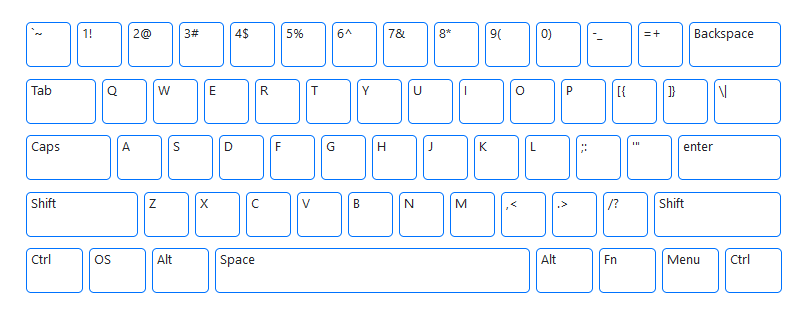 `~ 1! 2@ 3# 4$ 5% 6^ 7& 8* 9( 0) -_ =+ Backspace
Tab Q W E R T Y U I O P [{ ]} \|
Caps A S D F G H J K L ;: '" enter
Shift Z X C V B N M ,< .> /? Shift
Ctrl OS Alt Space Alt Fn Menu Ctrl